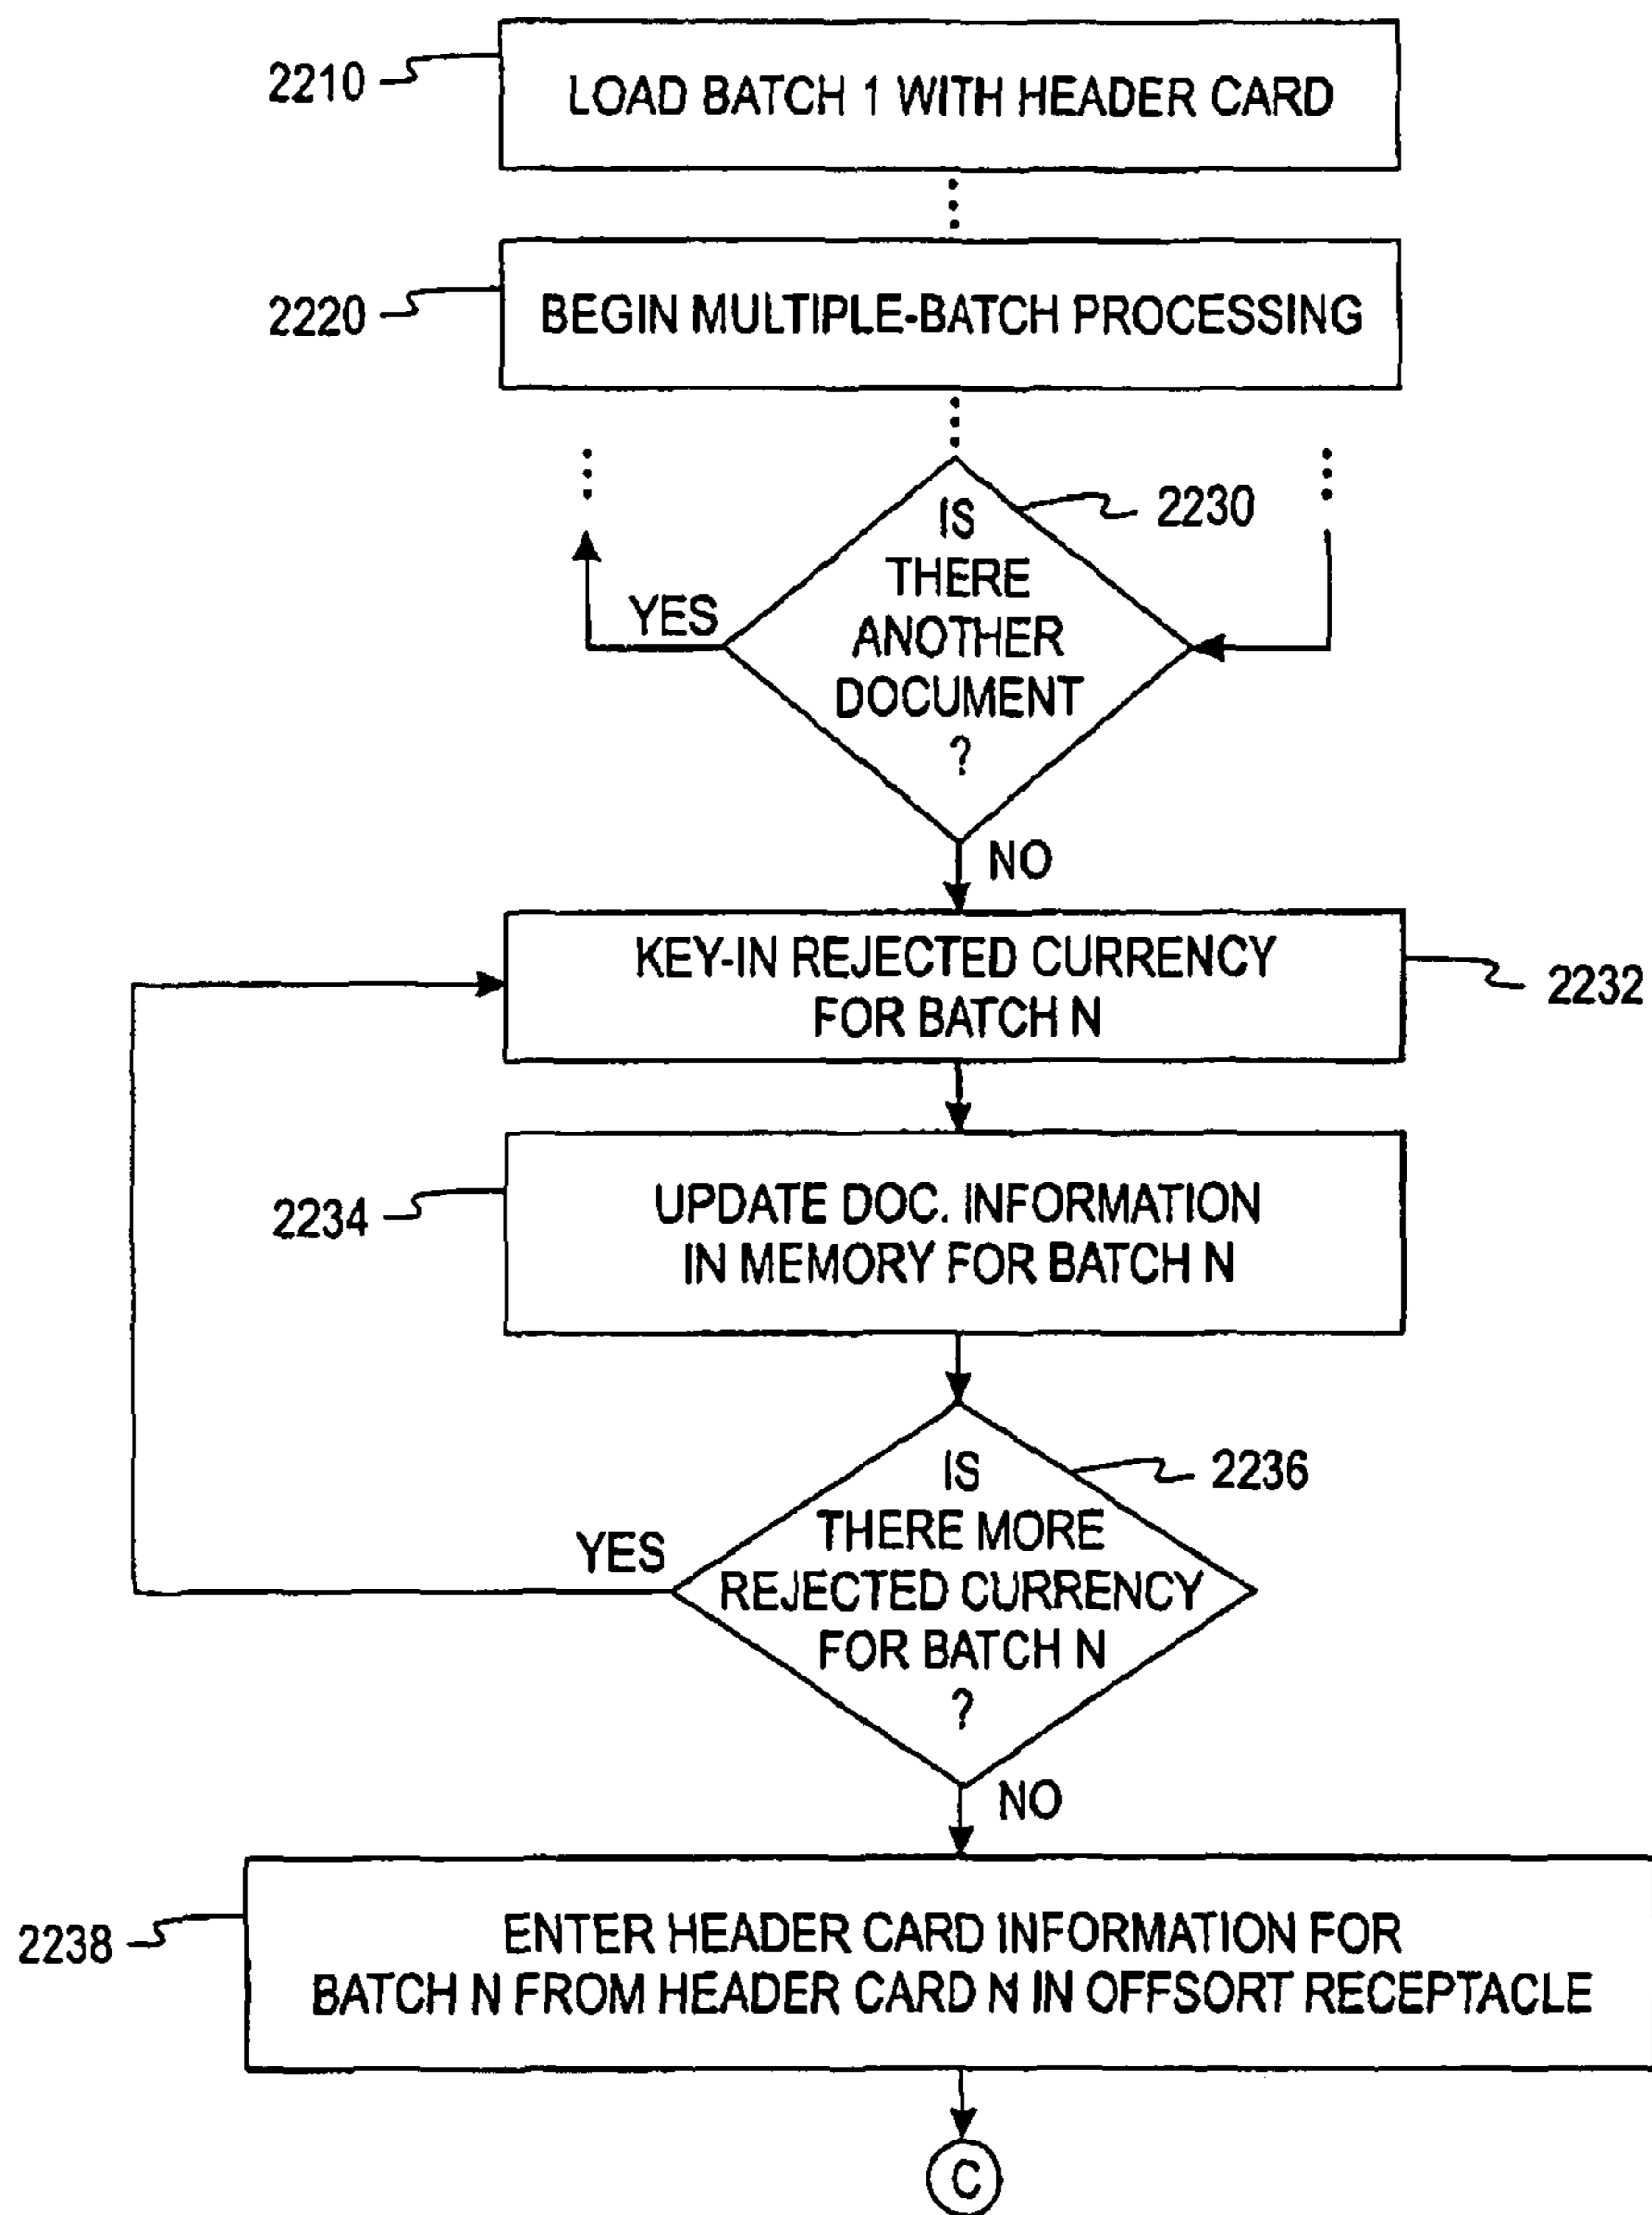 2210
LOAD BATCH 1 WITH HEADER CARD
2220
BEGIN MULTIPLE-BATCH PROCESSING
2230
IS
THERE
ANOTHER
DOCUMENT
?
YES
NO
KEY-IN REJECTED CURRENCY
FOR BATCH N
2232
2234
UPDATE DOC. INFORMATION
IN MEMORY FOR BATCH N
2236
IS
THERE MORE
REJECTED CURRENCY
FOR BATCH N
?
YES
NO
2238
ENTER HEADER CARD INFORMATION FOR
BATCH N FROM HEADER CARD N IN OFFSORT RECEPTACLE
C